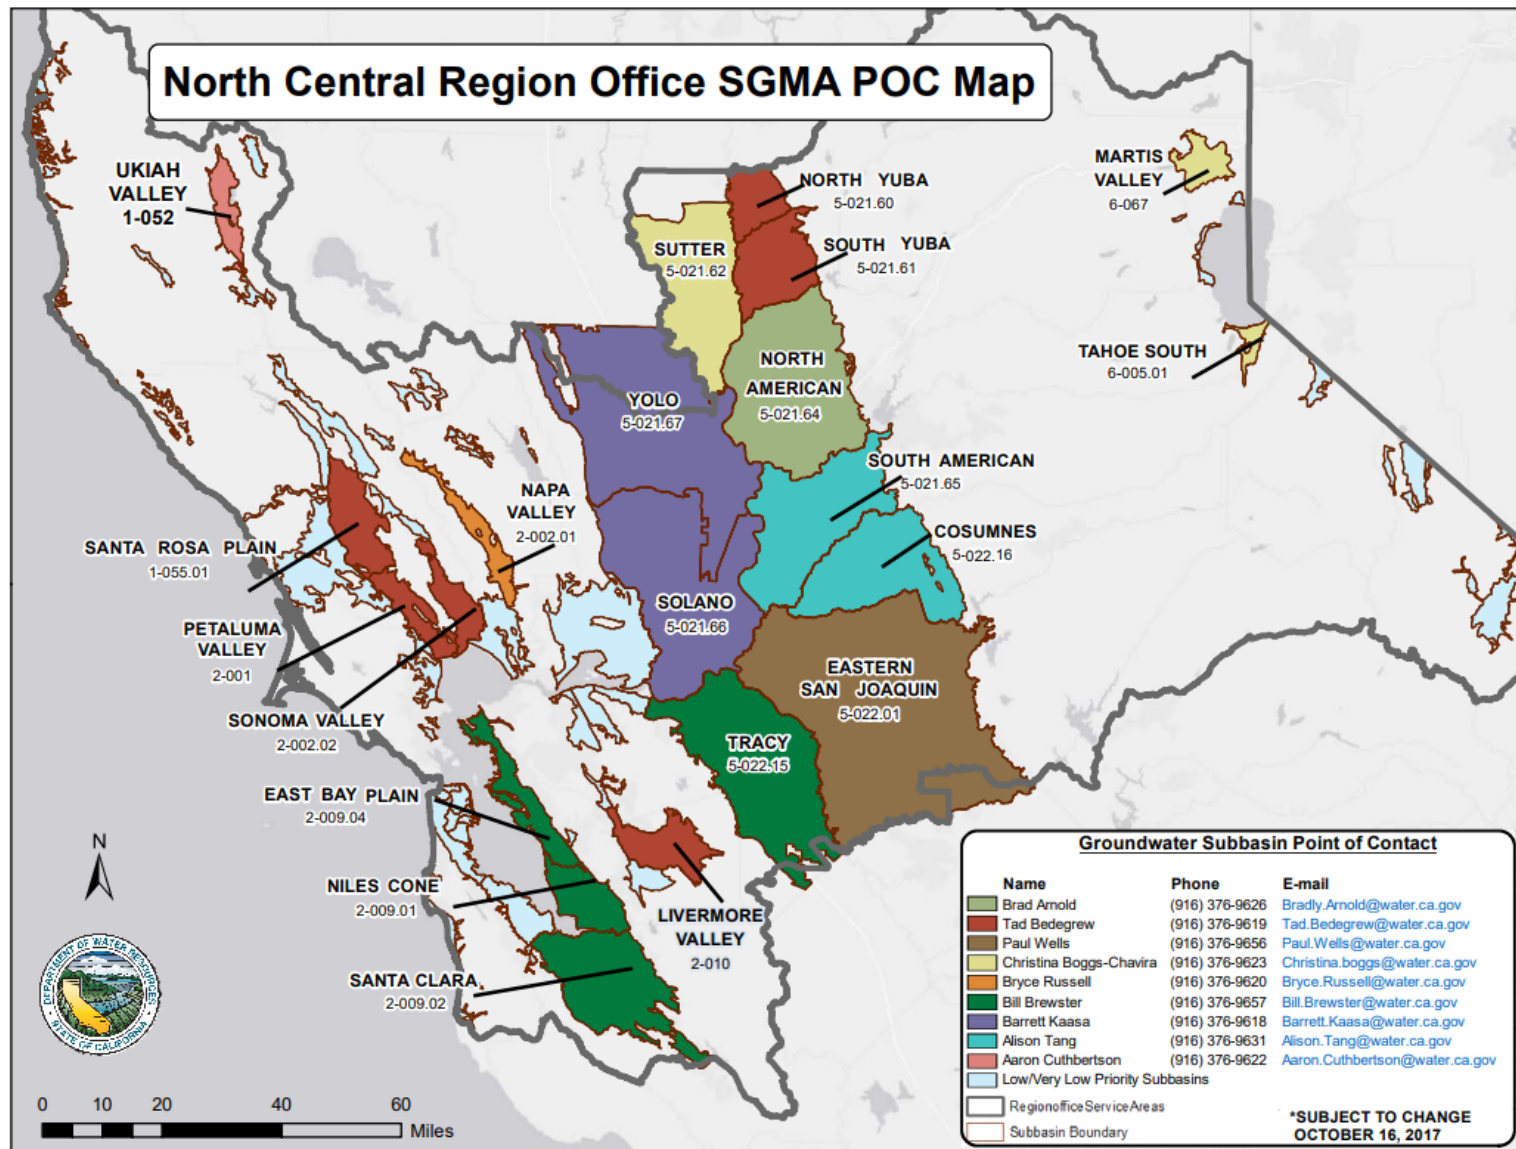 North Central Region Office SGMA POC Map
UKIAH
VALLEY
1-052
MARTIS
VALLEY
6-067
NORTH YUBA
5-021.60
SUTTER
5-021.62
SOUTH YUBA
5-021.61
TAHOE SOUTH
6-005.01
NORTH
AMERICAN
5-021.64
YOLO
5-021.67
SOUTH AMERICAN
5-021.65
NAPA
VALLEY
2-002.01
COSUMNES
5-022.16
SANTA ROSA PLAIN
1-055.01
SOLANO
5-021.66
PETALUMA
VALLEY
2-001
EASTERN
SAN JOAQUIN
5-022.01
SONOMA VALLEY
2-002.02
TRACY
5-022.15
EAST BAY PLAIN
2-009.04
NILES CONE
2-009.01
LIVERMORE
VALLEY
2-010
SANTA CLARA
2-009.02
N
DEPARTMENT OF WATER RESOURCES
STATE OF CALIFORNIA
0 10 20 40 60
Miles
Groundwater Subbasin Point of Contact
Name Phone E-mail
Brad Arnold (916) 376-9626 Bradly.Arnold@water.ca.gov
Tad Bedegrew (916) 376-9619 Tad.Bedegrew@water.ca.gov
Paul Wells (916) 376-9656 Paul.Wells@water.ca.gov
Christina Boggs-Chavira (916) 376-9623 Christina.boggs@water.ca.gov
Bryce Russell (916) 376-9620 Bryce.Russell@water.ca.gov
Bill Brewster (916) 376-9657 Bill.Brewster@water.ca.gov
Barrett Kaasa (916) 376-9618 Barrett.Kaasa@water.ca.gov
Alison Tang (916) 376-9631 Alison.Tang@water.ca.gov
Aaron Cuthbertson (916) 376-9622 Aaron.Cuthbertson@water.ca.gov
Low/Very Low Priority Subbasins
RegionofficeServiceAreas
Subbasin Boundary
*SUBJECT TO CHANGE
OCTOBER 16, 2017